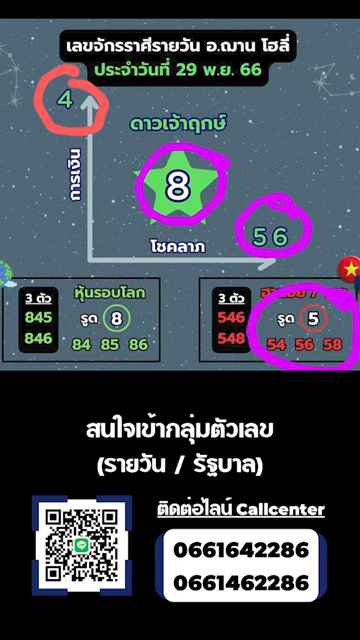 เลขจักรราศีรายวัน อ.ฌาน โฮลี่
ประจำวันที่ 29 พ.ย. 66
4
ดาวเจ้าฤกษ์
การเงิน
8
5 6
โชคลาภ
3 ตัว
845
846
หุ้นรอบโลก
รูด 8
84 85 86
3 ตัว
546
548
รูด 5
54 56 58
สนใจเข้ากลุ่มตัวเลข
(รายวัน / รัฐบาล)
ติดต่อไลน์ Callcenter
0661642286
0661462286